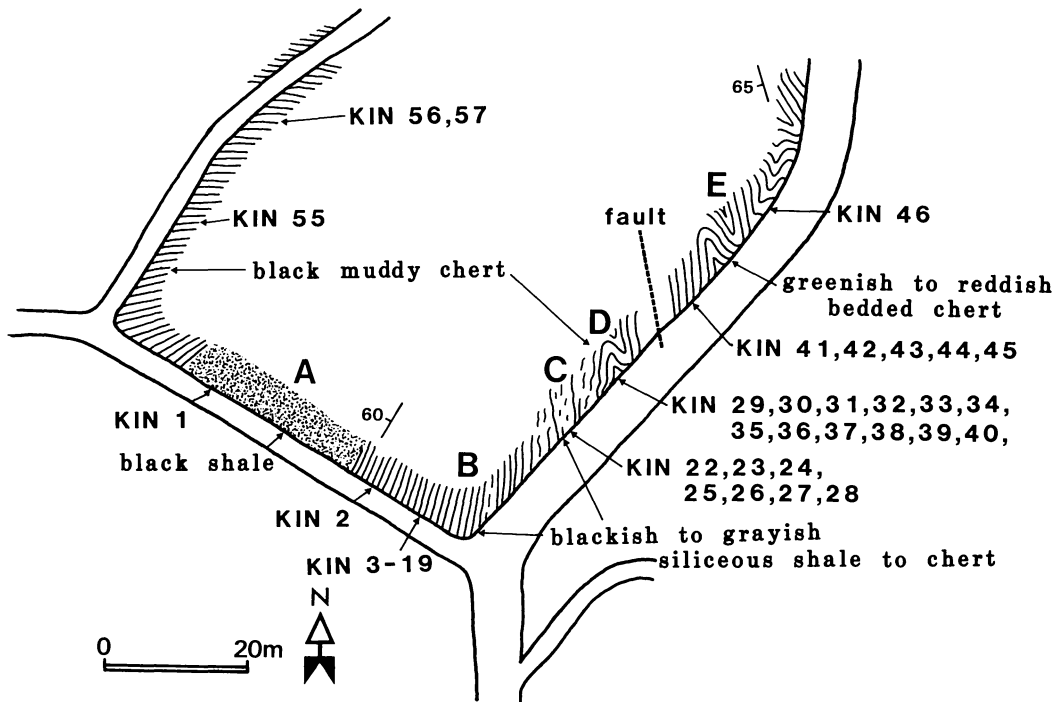 65
KIN 56,57
E
KIN 55
fault
KIN 46
black muddy chert
greenish to reddish
bedded chert
D
KIN 41,42,43,44,45
A
C
60
KIN 1
KIN 29,30,31,32,33,34,
35,36,37,38,39,40,
black shale
B
KIN 22,23,24,
25,26,27,28
KIN 2
blackish to grayish
siliceous shale to chert
KIN 3-19
N
0 20m